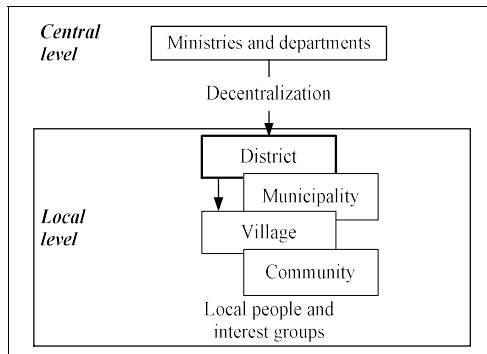 Central
level
Ministries and departments
Decentralization
District
Municipality
Local
level
Village
Community
Local people and
interest groups